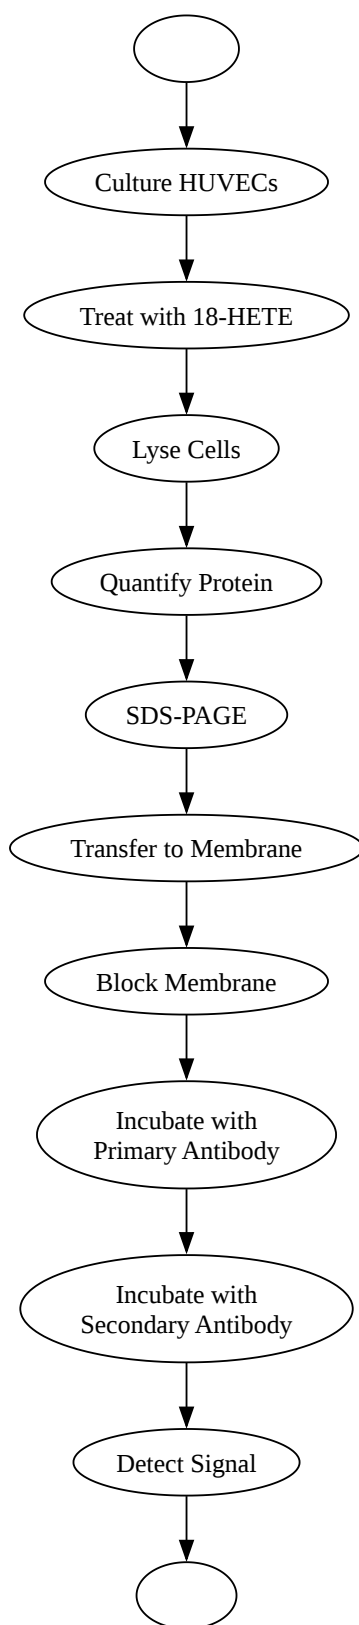 Culture HUVECs
Treat with 18-HETE
Lyse Cells
Quantify Protein
SDS-PAGE
Transfer to Membrane
Block Membrane
Incubate with
Primary Antibody
Incubate with
Secondary Antibody
Detect Signal